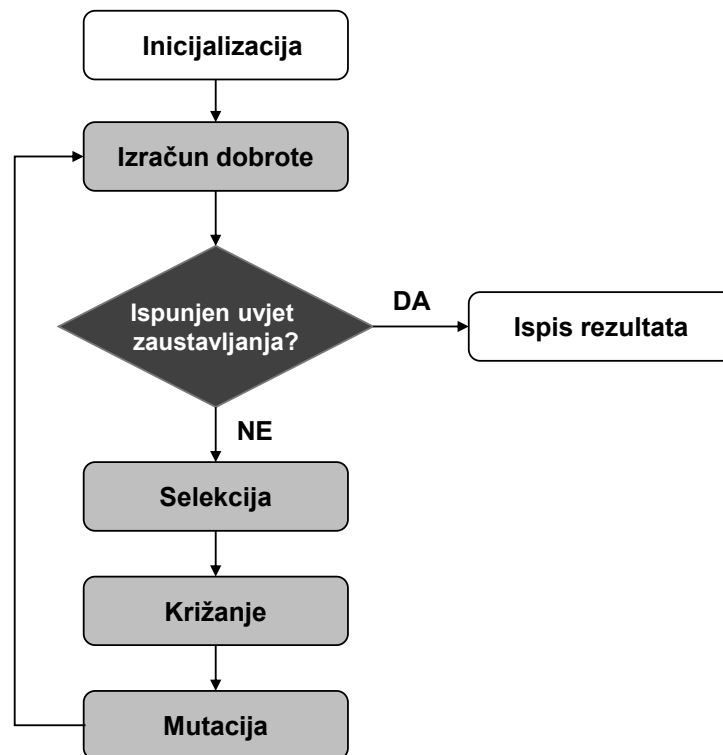 Inicijalizacija
Izračun dobrote
Ispunjen uvjet
zaustavljanja?
DA
Ispis rezultata
NE
Selekcija
Križanje
Mutacija